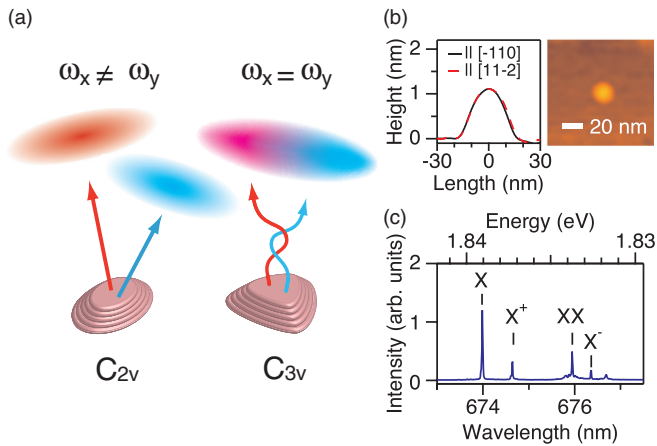 (a)
ωx ≠ ωy
ωx = ωy
C2v
C3v
(b)
Height (nm)
2
1
0
|| [-110]
|| [11-2]
-30
0
30
Length (nm)
20 nm
(c)
Energy (eV)
1.84
1.83
Intensity (arb. units)
2
1
0
X
X+
XX
X-
674
676
Wavelength (nm)